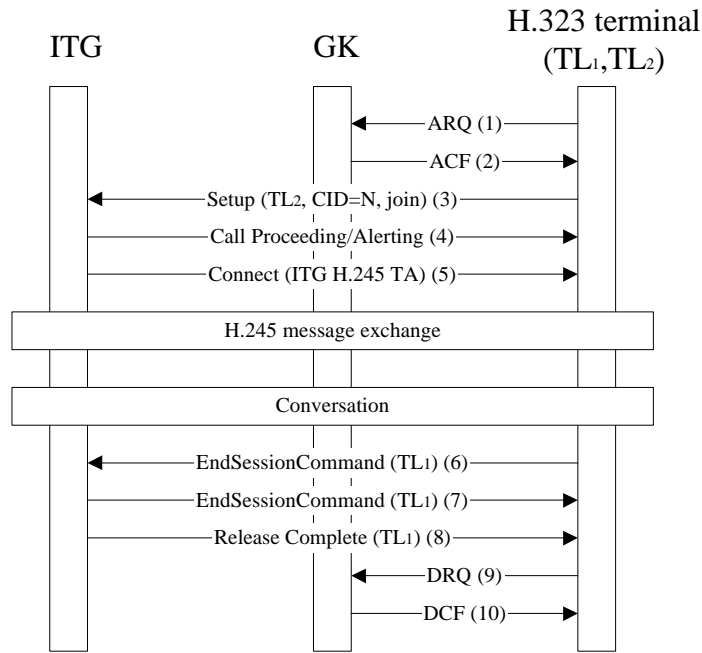 H.323 terminal
ITG GK (TL₁,TL₂)
ARQ (1)
ACF (2)
Setup (TL₂, CID=N, join) (3)
Call Proceeding/Alerting (4)
Connect (ITG H.245 TA) (5)
H.245 message exchange
Conversation
EndSessionCommand (TL₁) (6)
EndSessionCommand (TL₁) (7)
Release Complete (TL₁) (8)
DRQ (9)
DCF (10)